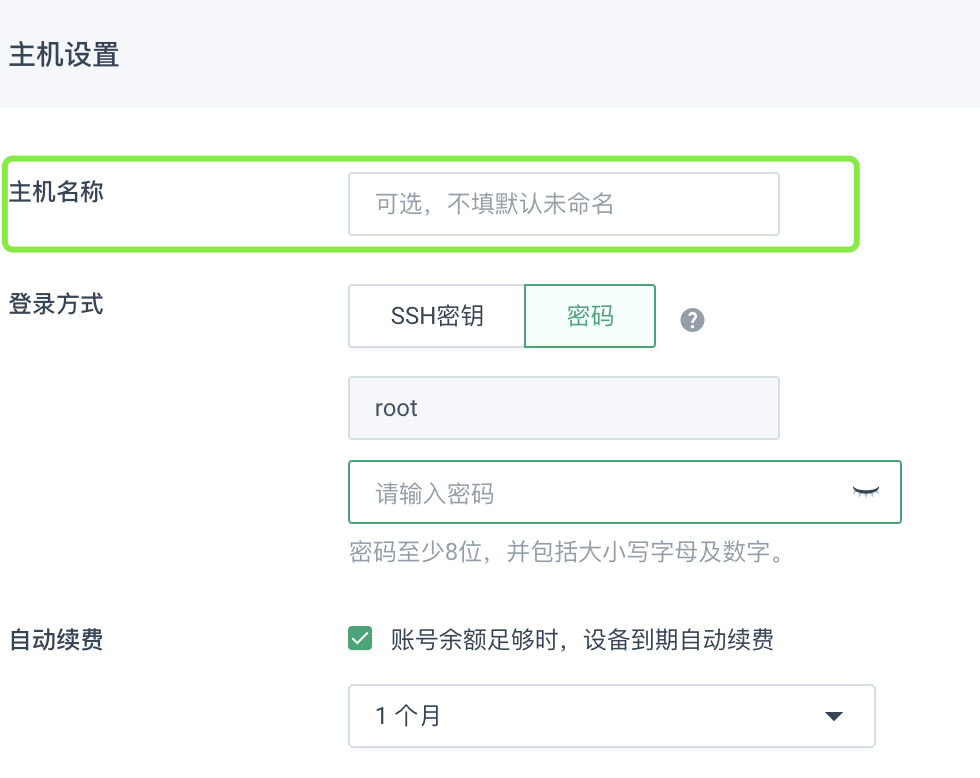 主机设置
主机名称
可选，不填默认未命名
登录方式
SSH密钥 密码 ?
root
请输入密码
密码至少8位，并包括大小写字母及数字。
自动续费
账号余额足够时，设备到期自动续费
1 个月